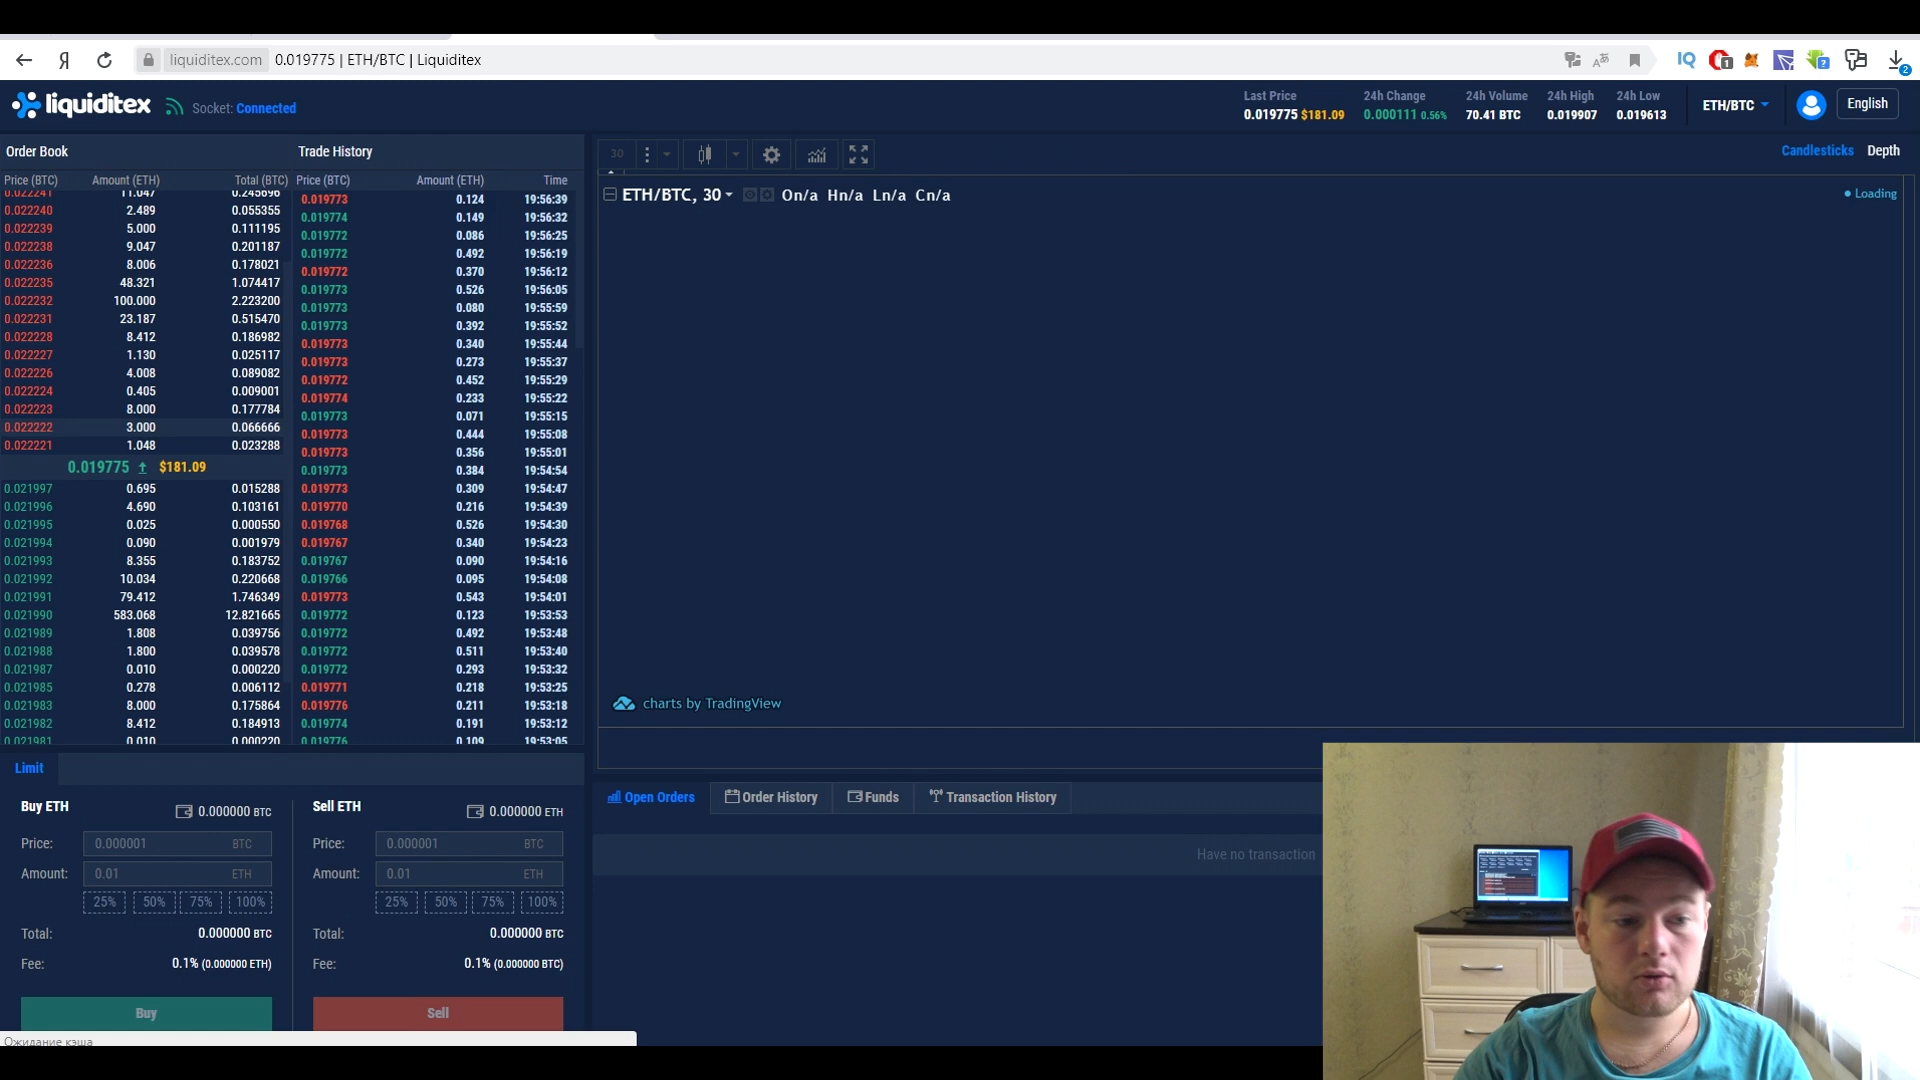 liquiditex.com 0.019775 | ETH/BTC | Liquiditex
liquiditex Socket: Connected
Last Price 24h Change 24h Volume 24h High 24h Low
0.019775 $181.09 0.000111 0.56% 70.41 BTC 0.019907 0.019613
ETH/BTC English
Order Book Trade History
Price (BTC) Amount (ETH) Total (BTC) Price (BTC) Amount (ETH) Time
0.022241 11.047 0.245696
0.022240 2.489 0.055355
0.022239 5.000 0.111195
0.022238 9.047 0.201187
0.022236 8.006 0.178021
0.022235 48.321 1.074417
0.022232 100.000 2.223200
0.022231 23.187 0.515470
0.022228 8.412 0.186982
0.022227 1.130 0.025117
0.022226 4.008 0.089082
0.022224 0.405 0.009001
0.022223 8.000 0.177784
0.022222 3.000 0.066666
0.022221 1.048 0.023288
0.019775 $181.09
0.021997 0.695 0.015288
0.021996 4.690 0.103161
0.021995 0.025 0.000550
0.021994 0.090 0.001979
0.021993 8.355 0.183752
0.021992 10.034 0.220668
0.021991 79.412 1.746349
0.021990 583.068 12.821665
0.021989 1.808 0.039756
0.021988 1.800 0.039578
0.021987 0.010 0.000220
0.021985 0.278 0.006112
0.021983 8.000 0.175864
0.021982 8.412 0.184913
0.021981 0.010 0.000220
0.019773 0.124 19:56:39
0.019774 0.149 19:56:32
0.019772 0.086 19:56:25
0.019772 0.492 19:56:19
0.019772 0.370 19:56:12
0.019773 0.526 19:56:05
0.019773 0.080 19:55:59
0.019773 0.392 19:55:52
0.019773 0.340 19:55:44
0.019773 0.273 19:55:37
0.019772 0.452 19:55:29
0.019774 0.233 19:55:22
0.019773 0.071 19:55:15
0.019773 0.444 19:55:08
0.019773 0.356 19:55:01
0.019773 0.384 19:54:54
0.019773 0.309 19:54:47
0.019770 0.216 19:54:39
0.019768 0.526 19:54:30
0.019767 0.340 19:54:23
0.019767 0.090 19:54:16
0.019766 0.095 19:54:08
0.019773 0.543 19:54:01
0.019772 0.123 19:53:53
0.019772 0.492 19:53:48
0.019772 0.511 19:53:40
0.019772 0.293 19:53:32
0.019771 0.218 19:53:25
0.019776 0.211 19:53:18
0.019774 0.191 19:53:12
0.019776 0.109 19:53:05
30 Candlesticks Depth
ETH/BTC, 30 On/a Hn/a Ln/a Cn/a Loading
charts by TradingView
Limit
Buy ETH 0.000000 BTC Sell ETH 0.000000 ETH
Price: 0.000001 BTC Price: 0.000001 BTC
Amount: 0.01 ETH Amount: 0.01 ETH
25% 50% 75% 100% 25% 50% 75% 100%
Total: 0.000000 BTC Total: 0.000000 BTC
Fee: 0.1% (0.000000 ETH) Fee: 0.1% (0.000000 BTC)
Buy Sell
Open Orders Order History Funds Transaction History
Have no transaction
Ожидание кэша